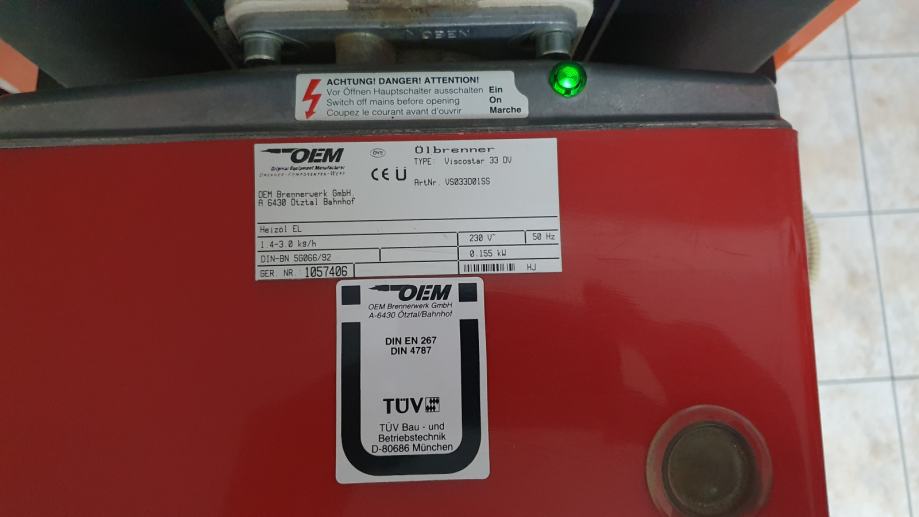 OBEN
ACHTUNG! DANGER! ATTENTION!
Vor Öffnen Hauptschalter ausschalten Ein
Switch off mains before opening On
Coupez le courant avant d'ouvrir Marche
OEM
Original Equipment Manufacturer
BRENNER-KOMPONENTEN-WERK
OEM Brennerwerk GmbH.
A 6430 Ötztal Bahnhof
CE Ü
Ölbrenner
TYPE: Viscostar 33 DV
ArtNr. VS033D01SS
Heizöl EL
1.4-3.0 kg/h
230 V~ 50 Hz
DIN-BN 5G066/92
0.155 kW
GER. NR. 1057406
HJ
OEM
OEM Brennerwerk GmbH
A-6430 Ötztal/Bahnhof
DIN EN 267
DIN 4787
TÜV
TÜV Bau - und
Betriebstechnik
D-80686 München